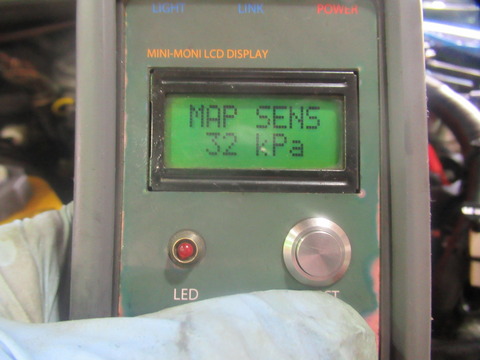 LIGHT LINK POWER
MINI-MONI LCD DISPLAY
MAP SENS
32 kPa
LED